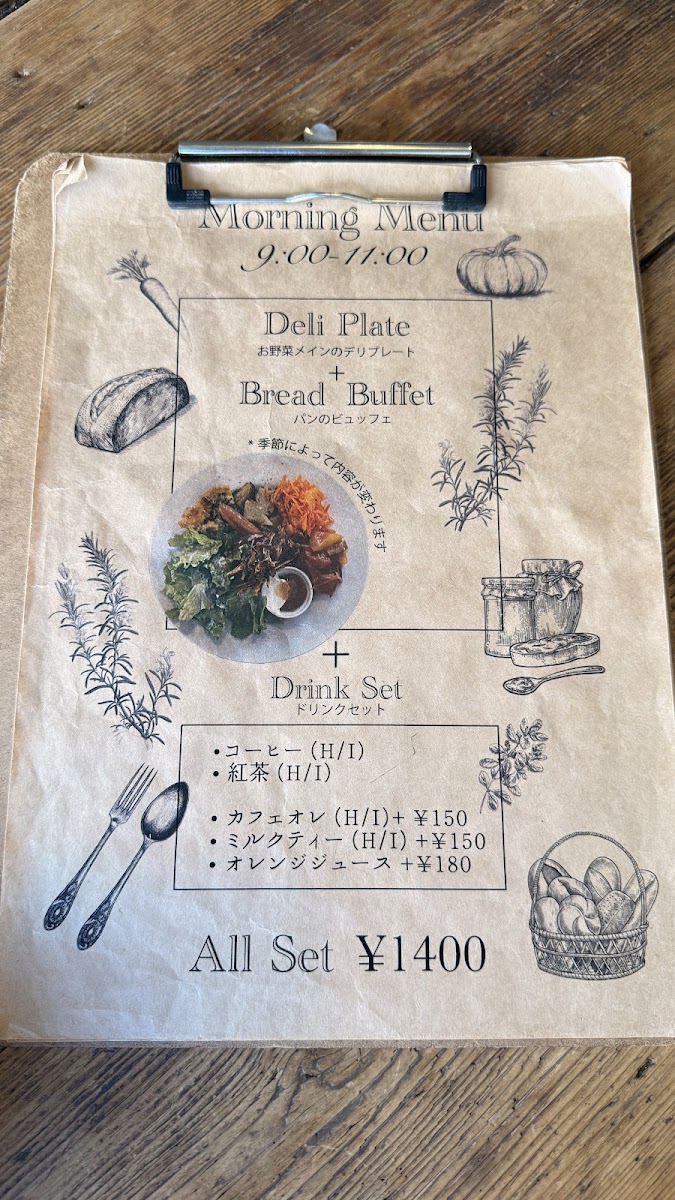 Morning Menu
9:00-11:00
Deli Plate
お野菜メインのデリプレート
+
Bread Buffet
パンのビュッフェ
* 季節によって内容が変わります
+
Drink Set
ドリンクセット
•コーヒー (H/I)
• 紅茶 (H/I)
• カフェオレ (H/I)+ ¥150
• ミルクティー (H/I) +¥150
• オレンジジュース +¥180
All Set ¥1400